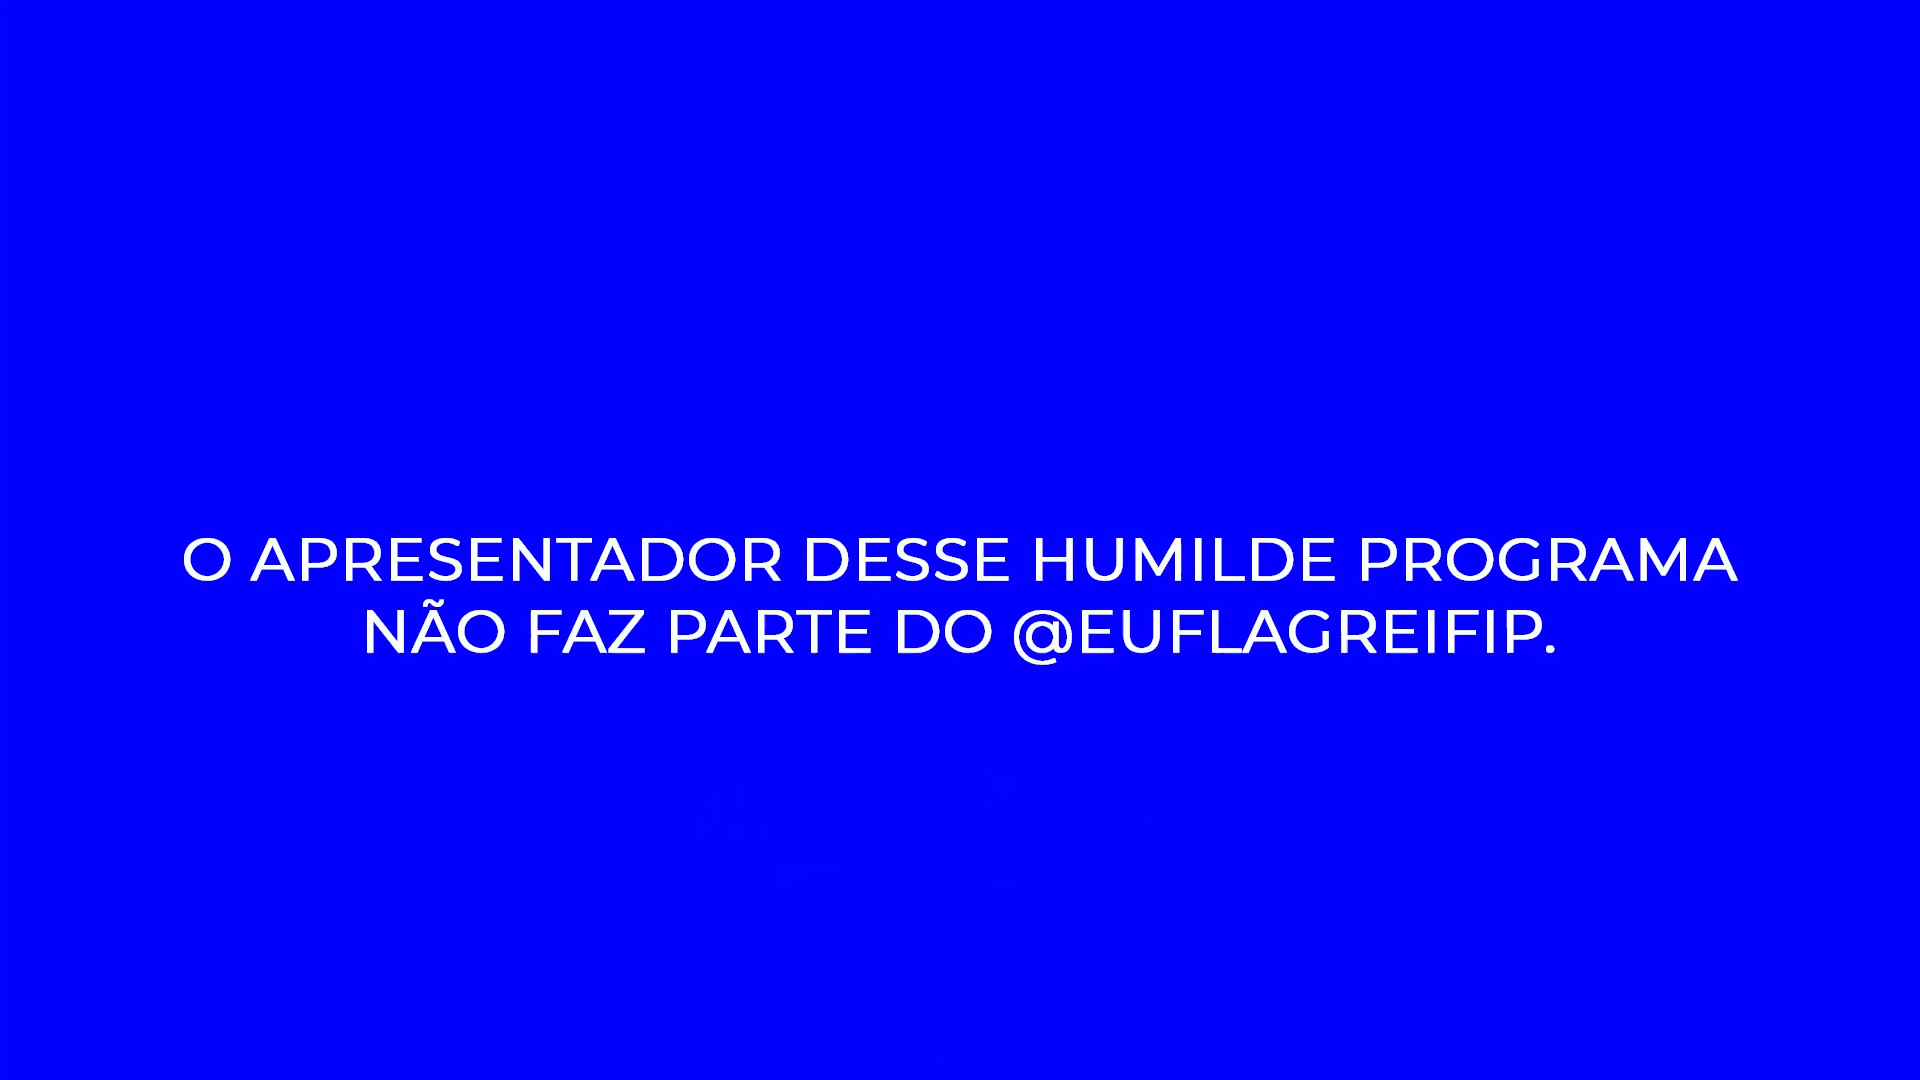 O APRESENTADOR DESSE HUMILDE PROGRAMA
NÃO FAZ PARTE DO @EUFLAGREIFIP.